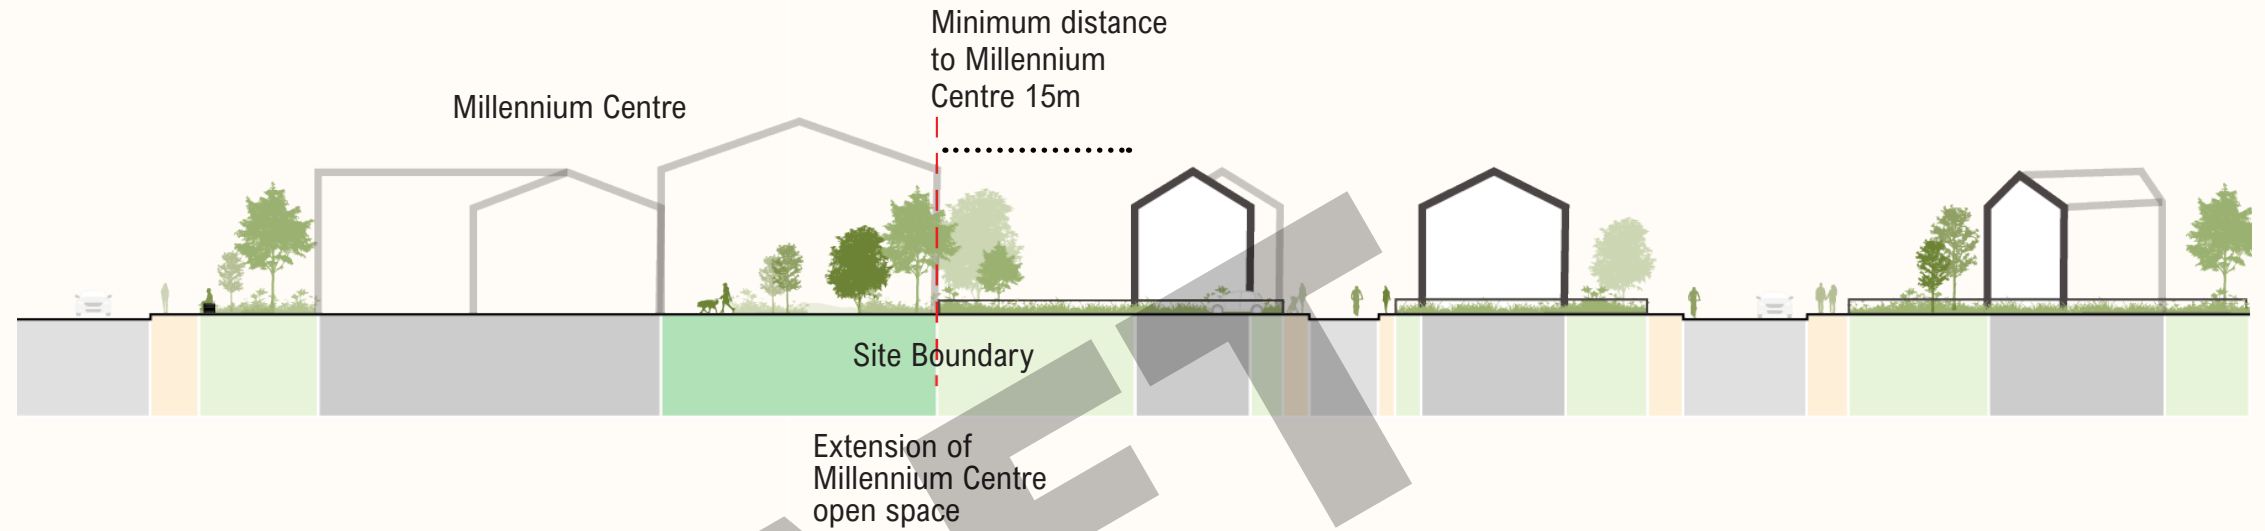 Minimum distance
to Millennium
Centre 15m
Millennium Centre
Site Boundary
Extension of
Millennium Centre
open space